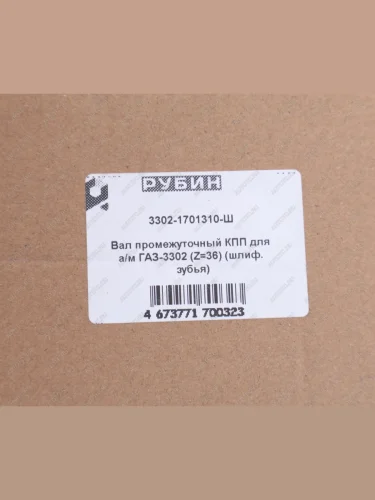 РУБИН
3302-1701310-Ш
Вал промежуточный КПП для
а/м ГАЗ-3302 (Z=36) (шлиф.
зубья)
4 673771 700323